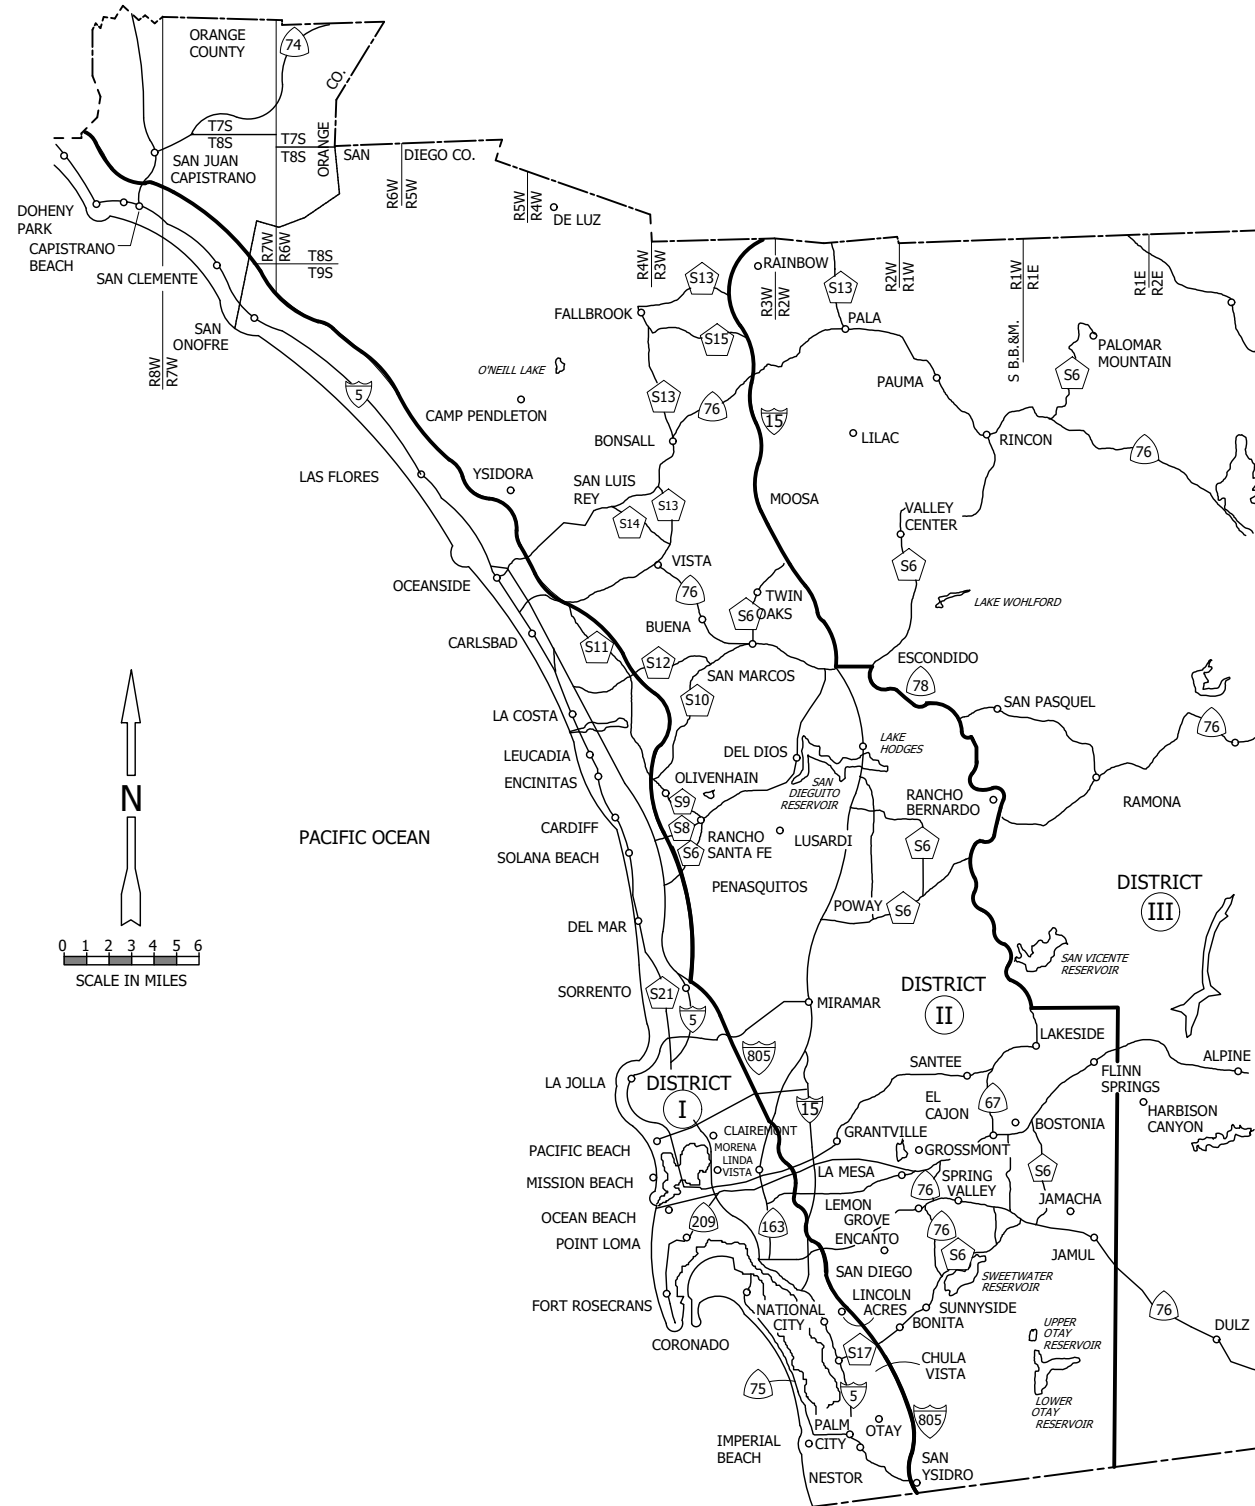 ORANGE
COUNTY
74
CO.
ORANGE
T7S
T8S
T7S
T8S
SAN
DIEGO CO.
SAN JUAN
CAPISTRANO
R6W
R5W
R5W
R4W
DE LUZ
DOHENY
PARK
CAPISTRANO
BEACH
R7W
R6W
T8S
T9S
SAN CLEMENTE
R4W
R3W
S13
RAINBOW
R3W
R2W
S13
R2W
R1W
R1W
R1E
S B.B.&M.
R1E
R2E
FALLBROOK
PALA
SAN
ONOFRE
R8W
R7W
S15
PALOMAR
MOUNTAIN
O'NEILL LAKE
S6
PAUMA
5
S13
76
CAMP PENDLETON
15
BONSALL
LILAC
RINCON
76
LAS FLORES
YSIDORA
SAN LUIS
REY
MOOSA
S13
S14
VALLEY
CENTER
VISTA
S6
OCEANSIDE
76
TWIN
OAKS
S6
LAKE WOHLFORD
BUENA
CARLSBAD
S11
S12
ESCONDIDO
SAN MARCOS
78
S10
SAN PASQUEL
LA COSTA
76
LAKE
HODGES
LEUCADIA
DEL DIOS
ENCINITAS
OLIVENHAIN
SAN
DIEGUITO
RESERVOIR
N
S9
RANCHO
BERNARDO
RAMONA
CARDIFF
S8
PACIFIC OCEAN
RANCHO
SANTA FE
LUSARDI
SOLANA BEACH
S6
S6
PENASQUITOS
DISTRICT
III
POWAY
S6
DEL MAR
0 1 2 3 4 5 6
SCALE IN MILES
SAN VICENTE
RESERVOIR
SORRENTO
S21
DISTRICT
II
MIRAMAR
5
LAKESIDE
805
SANTEE
ALPINE
FLINN
SPRINGS
LA JOLLA
DISTRICT
I
EL
CAJON
67
15
BOSTONIA
HARBISON
CANYON
CLAIREMONT
GRANTVILLE
PACIFIC BEACH
MORENA
LINDA
VISTA
GROSSMONT
MISSION BEACH
LA MESA
SPRING
VALLEY
S6
76
JAMACHA
OCEAN BEACH
LEMON
GROVE
209
163
76
ENCANTO
POINT LOMA
S6
JAMUL
SAN DIEGO
SWEETWATER
RESERVOIR
FORT ROSECRANS
NATIONAL
CITY
LINCOLN
ACRES
SUNNYSIDE
76
BONITA
DULZ
UPPER
OTAY
RESERVOIR
CORONADO
S17
CHULA
VISTA
75
5
LOWER
OTAY
RESERVOIR
805
PALM
CITY
OTAY
IMPERIAL
BEACH
SAN
YSIDRO
NESTOR